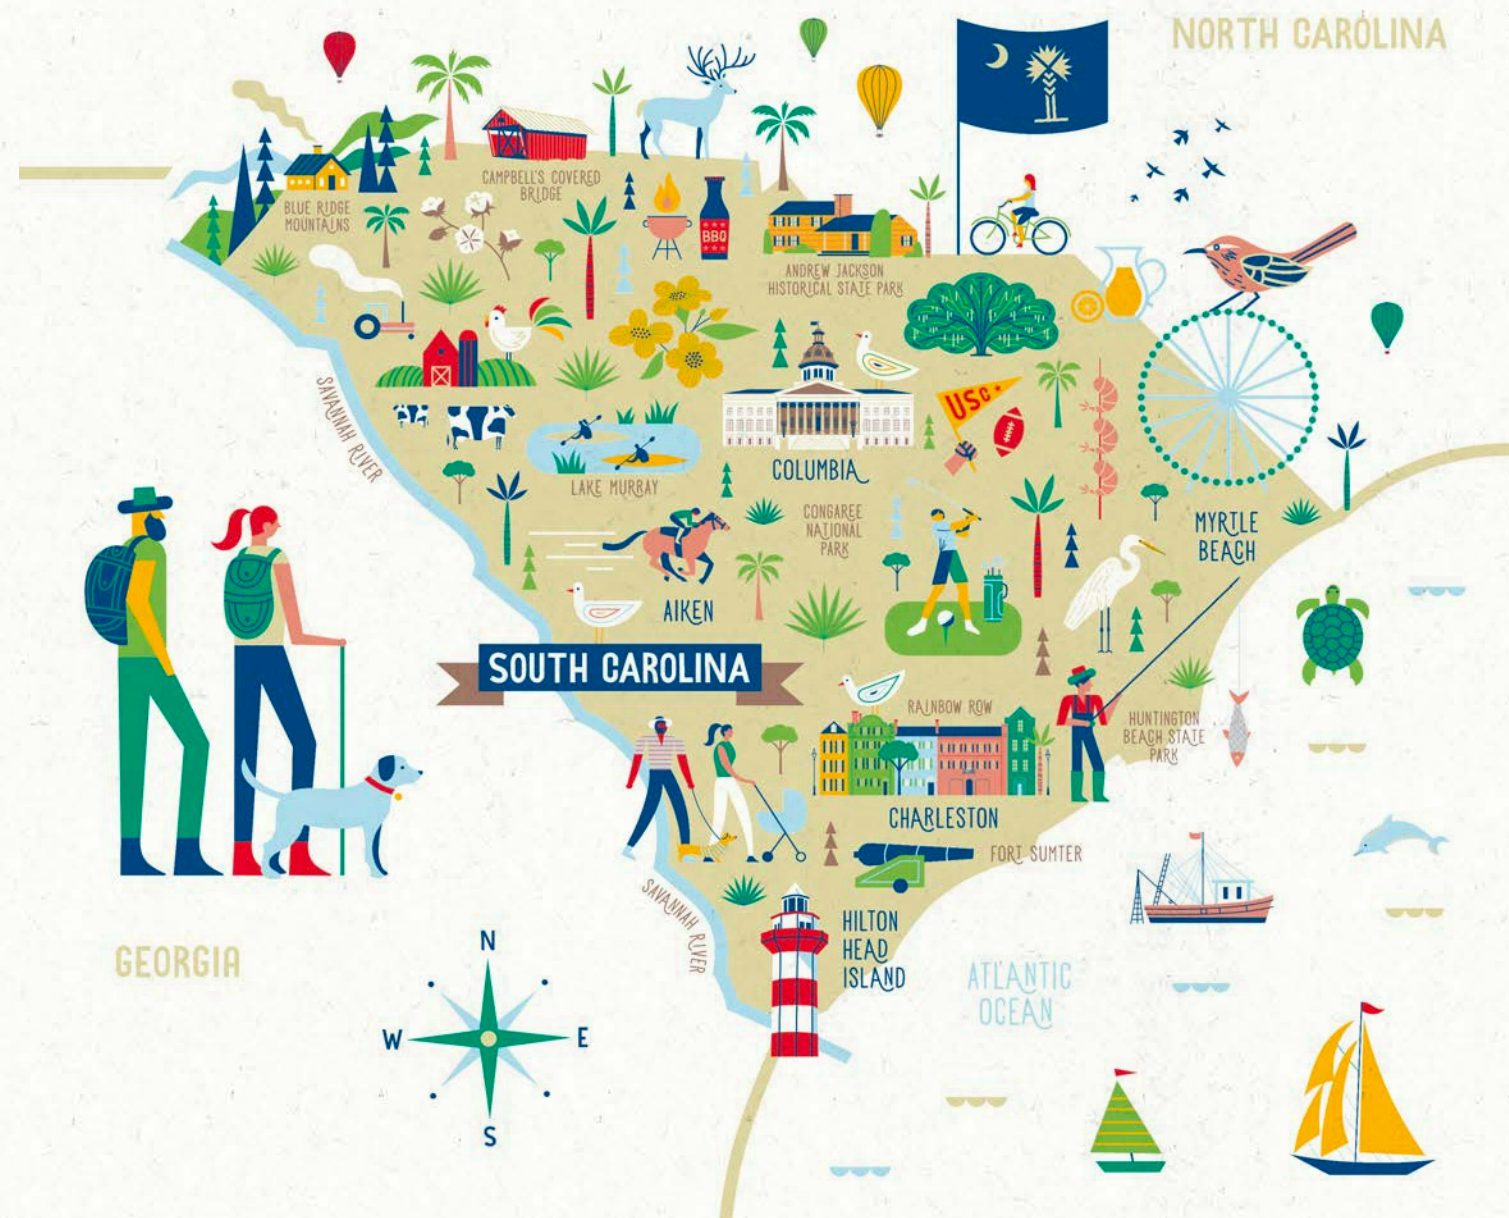 NORTH CAROLINA
CAMPBELL'S COVERED
BRIDGE
BLUE RIDGE
MOUNTAINS
BBQ
ANDREW JACKSON
HISTORICAL STATE PARK
SAVANNAH RIVER
USC
COLUMBIA
LAKE MURRAY
CONGAREE
NATIONAL
PARK
MYRTLE
BEACH
AIKEN
SOUTH CAROLINA
RAINBOW ROW
HUNTINGTON
BEACH STATE
PARK
CHARLESTON
FORT SUMTER
SAVANNAH RIVER
HILTON
HEAD
ISLAND
GEORGIA
ATLANTIC
OCEAN
N
W
E
S